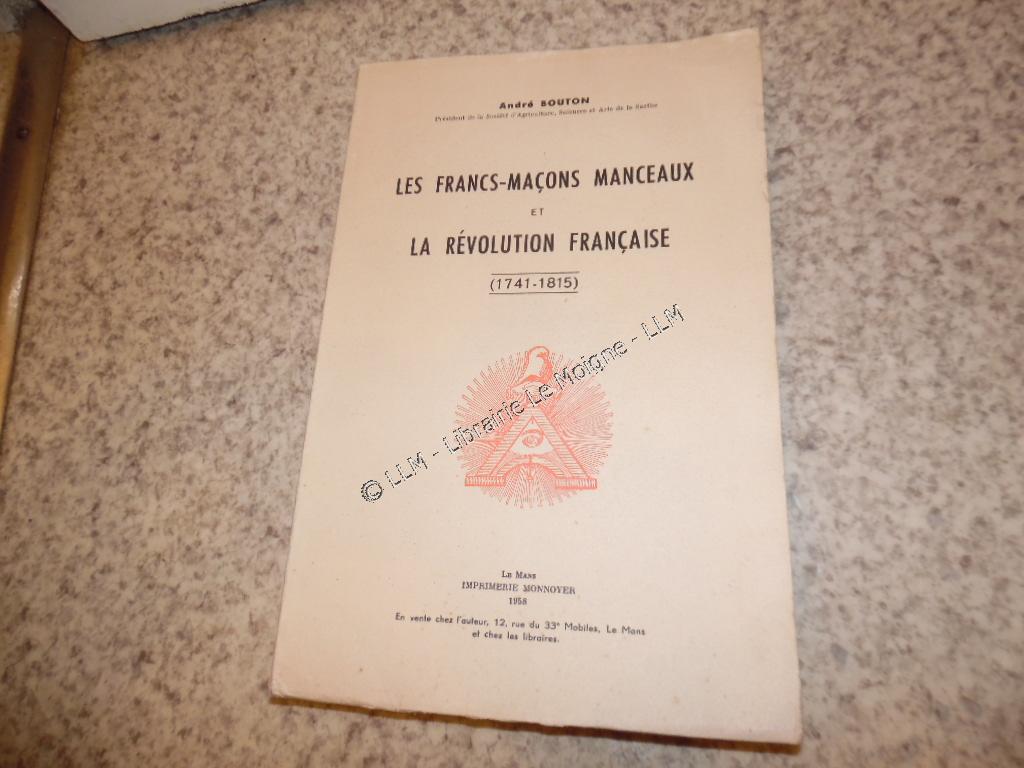 André BOUTON
Président de la Société d'Agriculture, Sciences et Arts de la Sarthe
LES FRANCS-MAÇONS MANCEAUX
ET
LA RÉVOLUTION FRANÇAISE
(1741-1815)
© LLM - Librairie Le Moigne - LLM
LE MANS
IMPRIMERIE MONNOYER
1958
En vente chez l'auteur, 12, rue du 33e Mobiles, Le Mans
et chez les libraires.